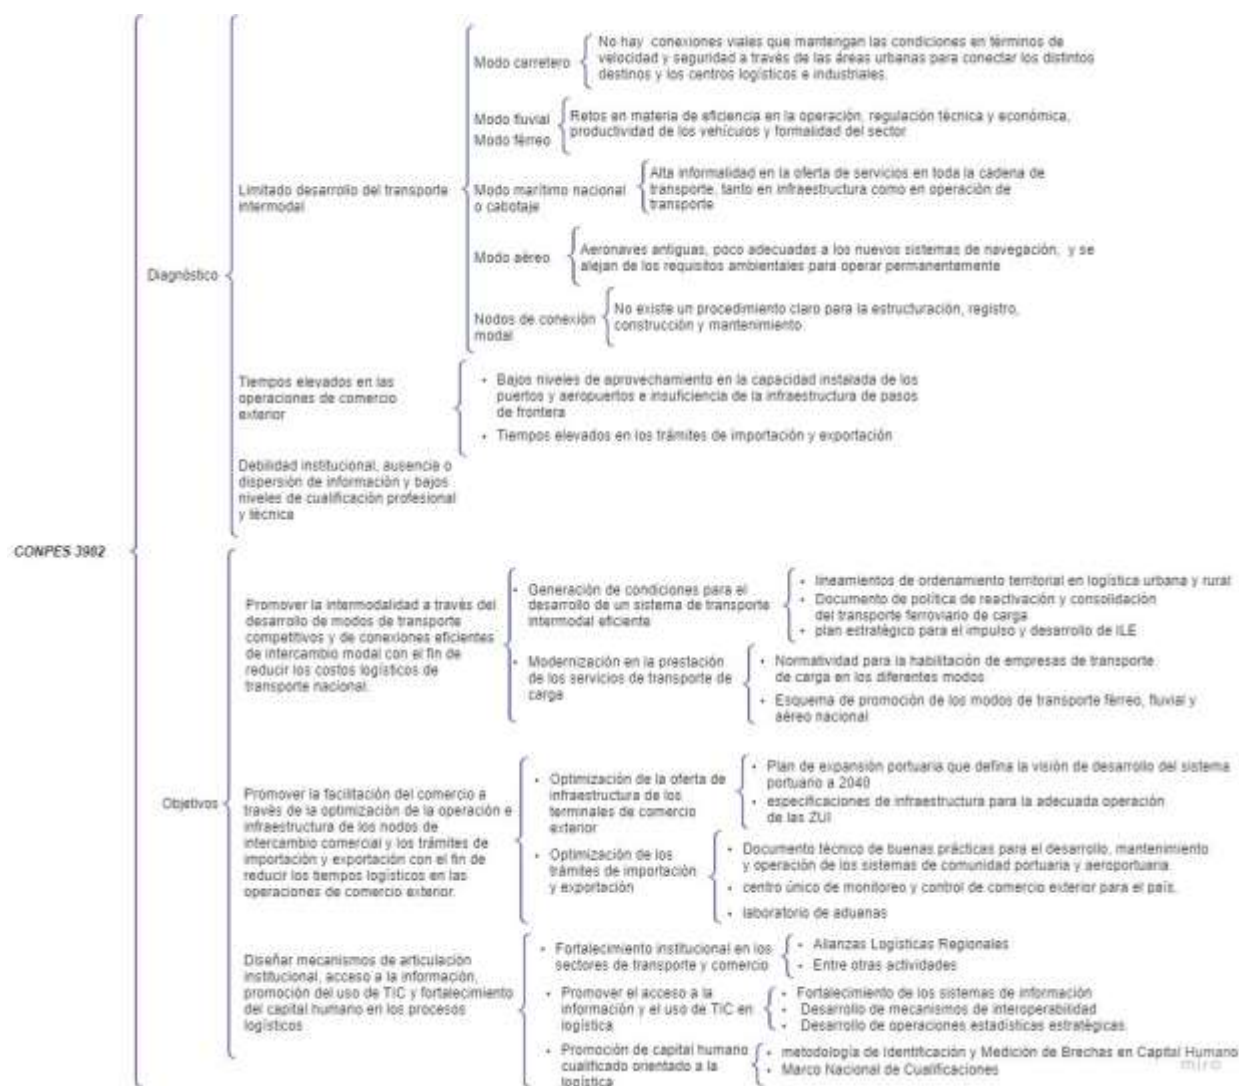 CONPES 3982
Diagnóstico
Limitado desarrollo del transporte
intermodal
Modo carretero
No hay conexiones viales que mantengan las condiciones en términos de
velocidad y seguridad a través de las áreas urbanas para conectar los distintos
destinos y los centros logísticos e industriales.
Modo fluvial
Modo férreo
Retos en materia de eficiencia en la operación, regulación técnica y económica,
productividad de los vehículos y formalidad del sector
Modo marítimo nacional
o cabotaje
Alta informalidad en la oferta de servicios en toda la cadena de
transporte, tanto en infraestructura como en operación de
transporte
Modo aéreo
Aeronaves antiguas, poco adecuadas a los nuevos sistemas de navegación, y se
alejan de los requisitos ambientales para operar permanentemente
Nodos de conexión
modal
No existe un procedimiento claro para la estructuración, registro,
construcción y mantenimiento
Tiempos elevados en las
operaciones de comercio
exterior
• Bajos niveles de aprovechamiento en la capacidad instalada de los
puertos y aeropuertos e insuficiencia de la infraestructura de pasos
de frontera
• Tiempos elevados en los trámites de importación y exportación
Debilidad institucional, ausencia o
dispersión de información y bajos
niveles de cualificación profesional
y técnica
Objetivos
Promover la intermodalidad a través del
desarrollo de modos de transporte
competitivos y de conexiones eficientes
de intercambio modal con el fin de
reducir los costos logísticos de
transporte nacional.
• Generación de condiciones para el
desarrollo de un sistema de transporte
intermodal eficiente
• lineamientos de ordenamiento territorial en logística urbana y rural
• Documento de política de reactivación y consolidación
del transporte ferroviario de carga
• plan estratégico para el impulso y desarrollo de ILE
• Modernización en la prestación
de los servicios de transporte de
carga
• Normatividad para la habilitación de empresas de transporte
de carga en los diferentes modos
• Esquema de promoción de los modos de transporte férreo, fluvial y
aéreo nacional
Promover la facilitación del comercio a
través de la optimización de la operación e
infraestructura de los nodos de
intercambio comercial y los trámites de
importación y exportación con el fin de
reducir los tiempos logísticos en las
operaciones de comercio exterior.
• Optimización de la oferta de
infraestructura de los
terminales de comercio
exterior
• Plan de expansión portuaria que defina la visión de desarrollo del sistema
portuario a 2040
• especificaciones de infraestructura para la adecuada operación
de las ZUI
• Optimización de los
trámites de importación
y exportación
• Documento técnico de buenas prácticas para el desarrollo, mantenimiento
y operación de los sistemas de comunidad portuaria y aeroportuaria
• centro único de monitoreo y control de comercio exterior para el país.
• laboratorio de aduanas
Diseñar mecanismos de articulación
institucional, acceso a la información,
promoción del uso de TIC y fortalecimiento
del capital humano en los procesos
logísticos
• Fortalecimiento institucional en los
sectores de transporte y comercio
• Alianzas Logísticas Regionales
• Entre otras actividades
• Promover el acceso a la
información y el uso de TIC en
logística
• Fortalecimiento de los sistemas de información
• Desarrollo de mecanismos de interoperabilidad
• Desarrollo de operaciones estadísticas estratégicas.
• Promoción de capital humano
cualificado orientado a la
logística
• metodología de Identificación y Medición de Brechas en Capital Humano
• Marco Nacional de Cualificaciones
miro